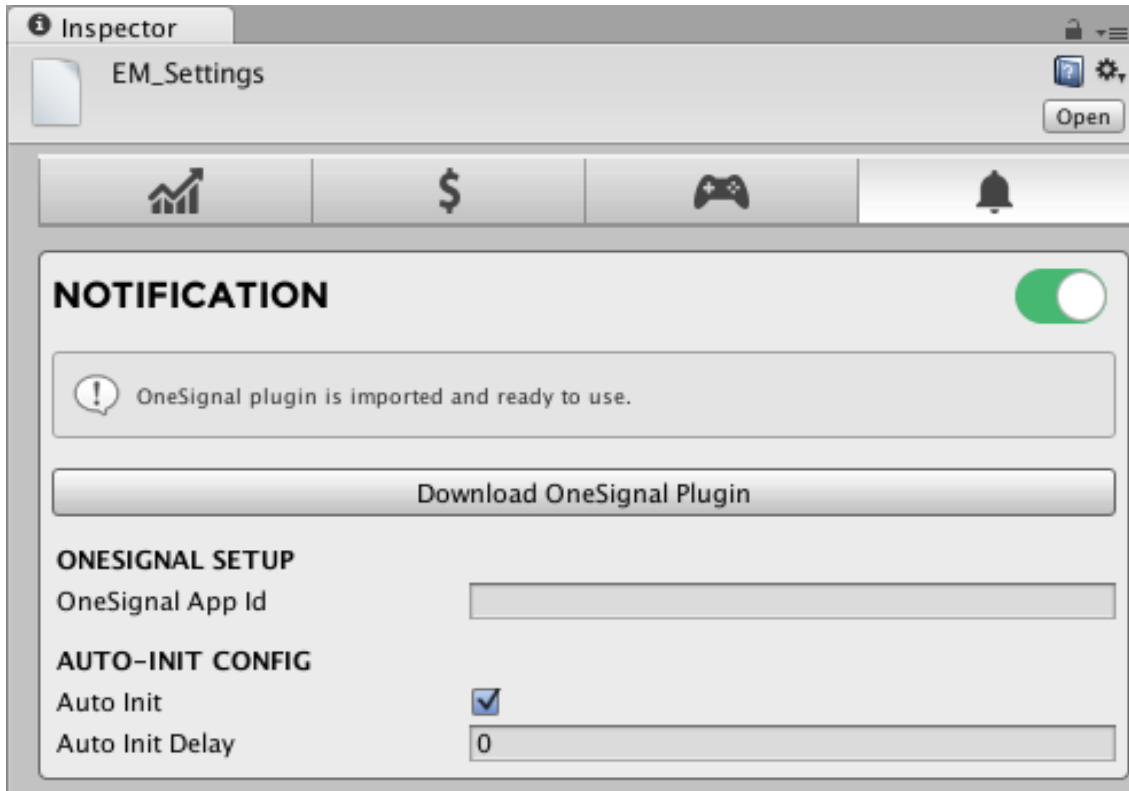 Inspector
EM_Settings
Open
$
NOTIFICATION
OneSignal plugin is imported and ready to use.
Download OneSignal Plugin
ONESIGNAL SETUP
OneSignal App Id
AUTO-INIT CONFIG
Auto Init
Auto Init Delay 0